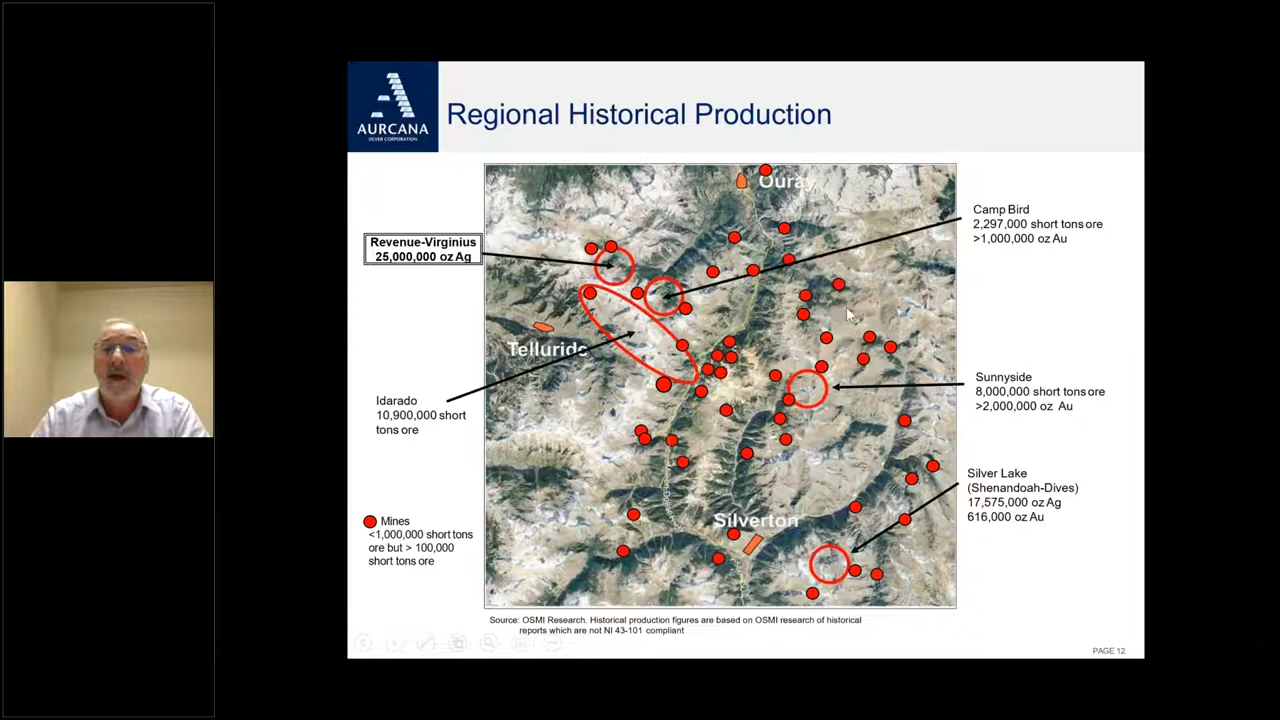 AURCANA
SILVER CORPORATION
Regional Historical Production
Ouray
Camp Bird
2,297,000 short tons ore
>1,000,000 oz Au
Revenue-Virginius
25,000,000 oz Ag
Telluride
Sunnyside
8,000,000 short tons ore
>2,000,000 oz Au
Idarado
10,900,000 short
tons ore
Silver Lake
(Shenandoah-Dives)
17,575,000 oz Ag
616,000 oz Au
Silverton
Mines
<1,000,000 short tons
ore but > 100,000
short tons ore
Source: OSMI Research. Historical production figures are based on OSMI research of historical
reports which are not NI 43-101 compliant
PAGE 12